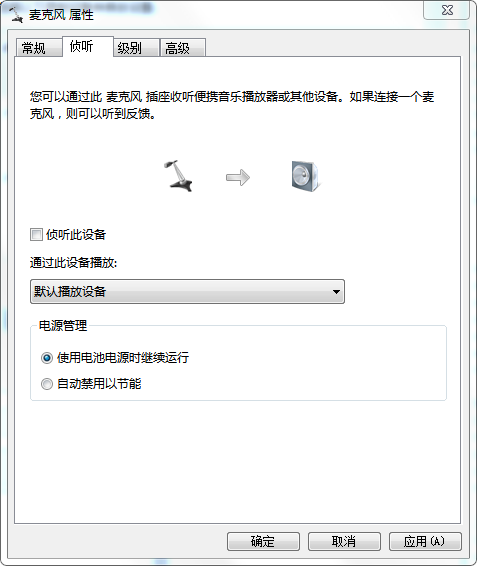 麦克风 属性
常规
侦听
级别
高级
您可以通过此 麦克风 插座收听便携音乐播放器或其他设备。如果连接一个麦
克风，则可以听到反馈。
侦听此设备
通过此设备播放:
默认播放设备
电源管理
使用电池电源时继续运行
自动禁用以节能
确定
取消
应用(A)